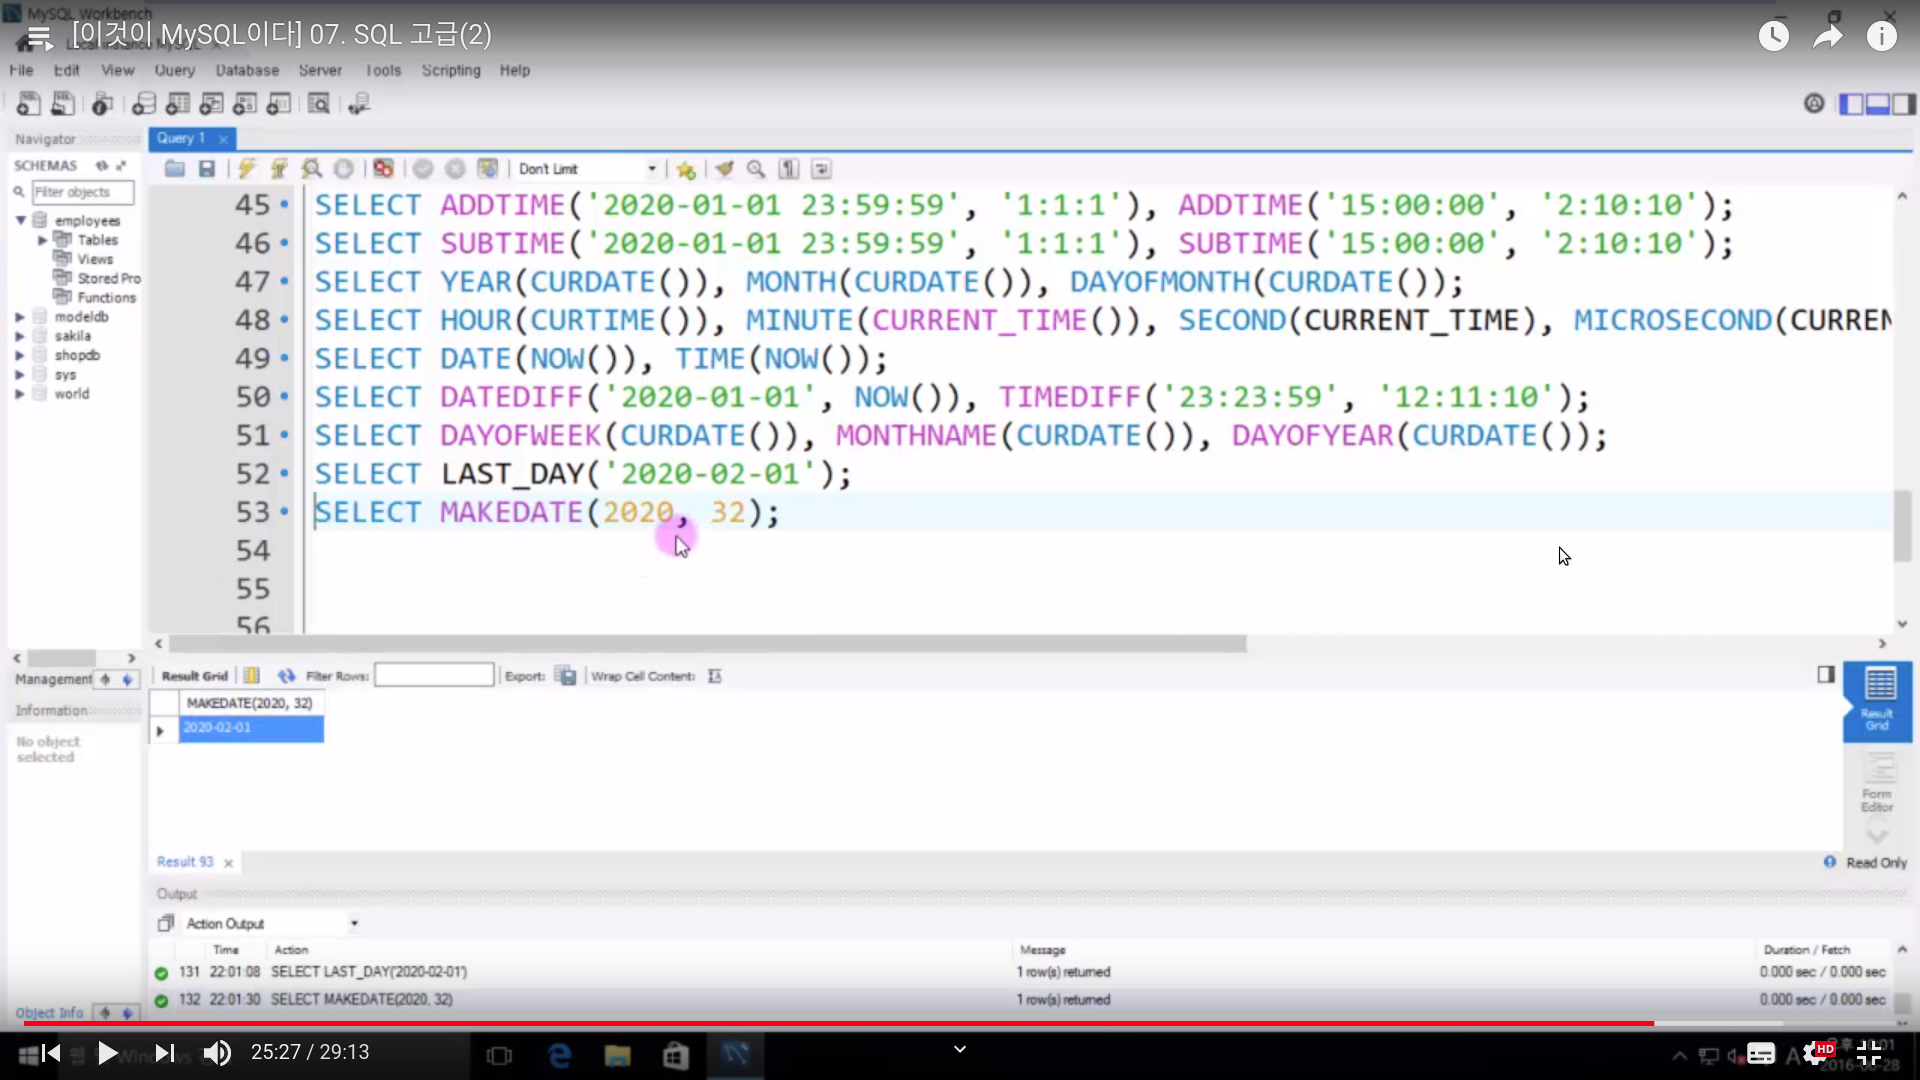 MySQL Workbench
[이것이 MySQL이다] 07. SQL 고급(2)
File Edit View Query Database Server Tools Scripting Help
Navigator
Query 1
SCHEMAS
Don't Limit
Filter objects
employees
Tables
Views
Stored Pro
Functions
modeldb
sakila
shopdb
sys
world
45 SELECT ADDTIME('2020-01-01 23:59:59', '1:1:1'), ADDTIME('15:00:00', '2:10:10');
46 SELECT SUBTIME('2020-01-01 23:59:59', '1:1:1'), SUBTIME('15:00:00', '2:10:10');
47 SELECT YEAR(CURDATE()), MONTH(CURDATE()), DAYOFMONTH(CURDATE());
48 SELECT HOUR(CURTIME()), MINUTE(CURRENT_TIME()), SECOND(CURRENT_TIME), MICROSECOND(CURREN
49 SELECT DATE(NOW()), TIME(NOW());
50 SELECT DATEDIFF('2020-01-01', NOW()), TIMEDIFF('23:23:59', '12:11:10');
51 SELECT DAYOFWEEK(CURDATE()), MONTHNAME(CURDATE()), DAYOFYEAR(CURDATE());
52 SELECT LAST_DAY('2020-02-01');
53 SELECT MAKEDATE(2020, 32);
54
55
56
Management
Information
No object
selected
Result Grid Filter Rows: Export: Wrap Cell Content:
MAKEDATE(2020, 32)
2020-02-01
Result
Grid
Form
Editor
Result 93
Read Only
Output
Action Output
Time Action Message Duration / Fetch
131 22:01:08 SELECT LAST_DAY('2020-02-01') 1 row(s) returned 0.000 sec / 0.000 sec
132 22:01:30 SELECT MAKEDATE(2020, 32) 1 row(s) returned 0.000 sec / 0.000 sec
Object Info
25:27 / 29:13
HD